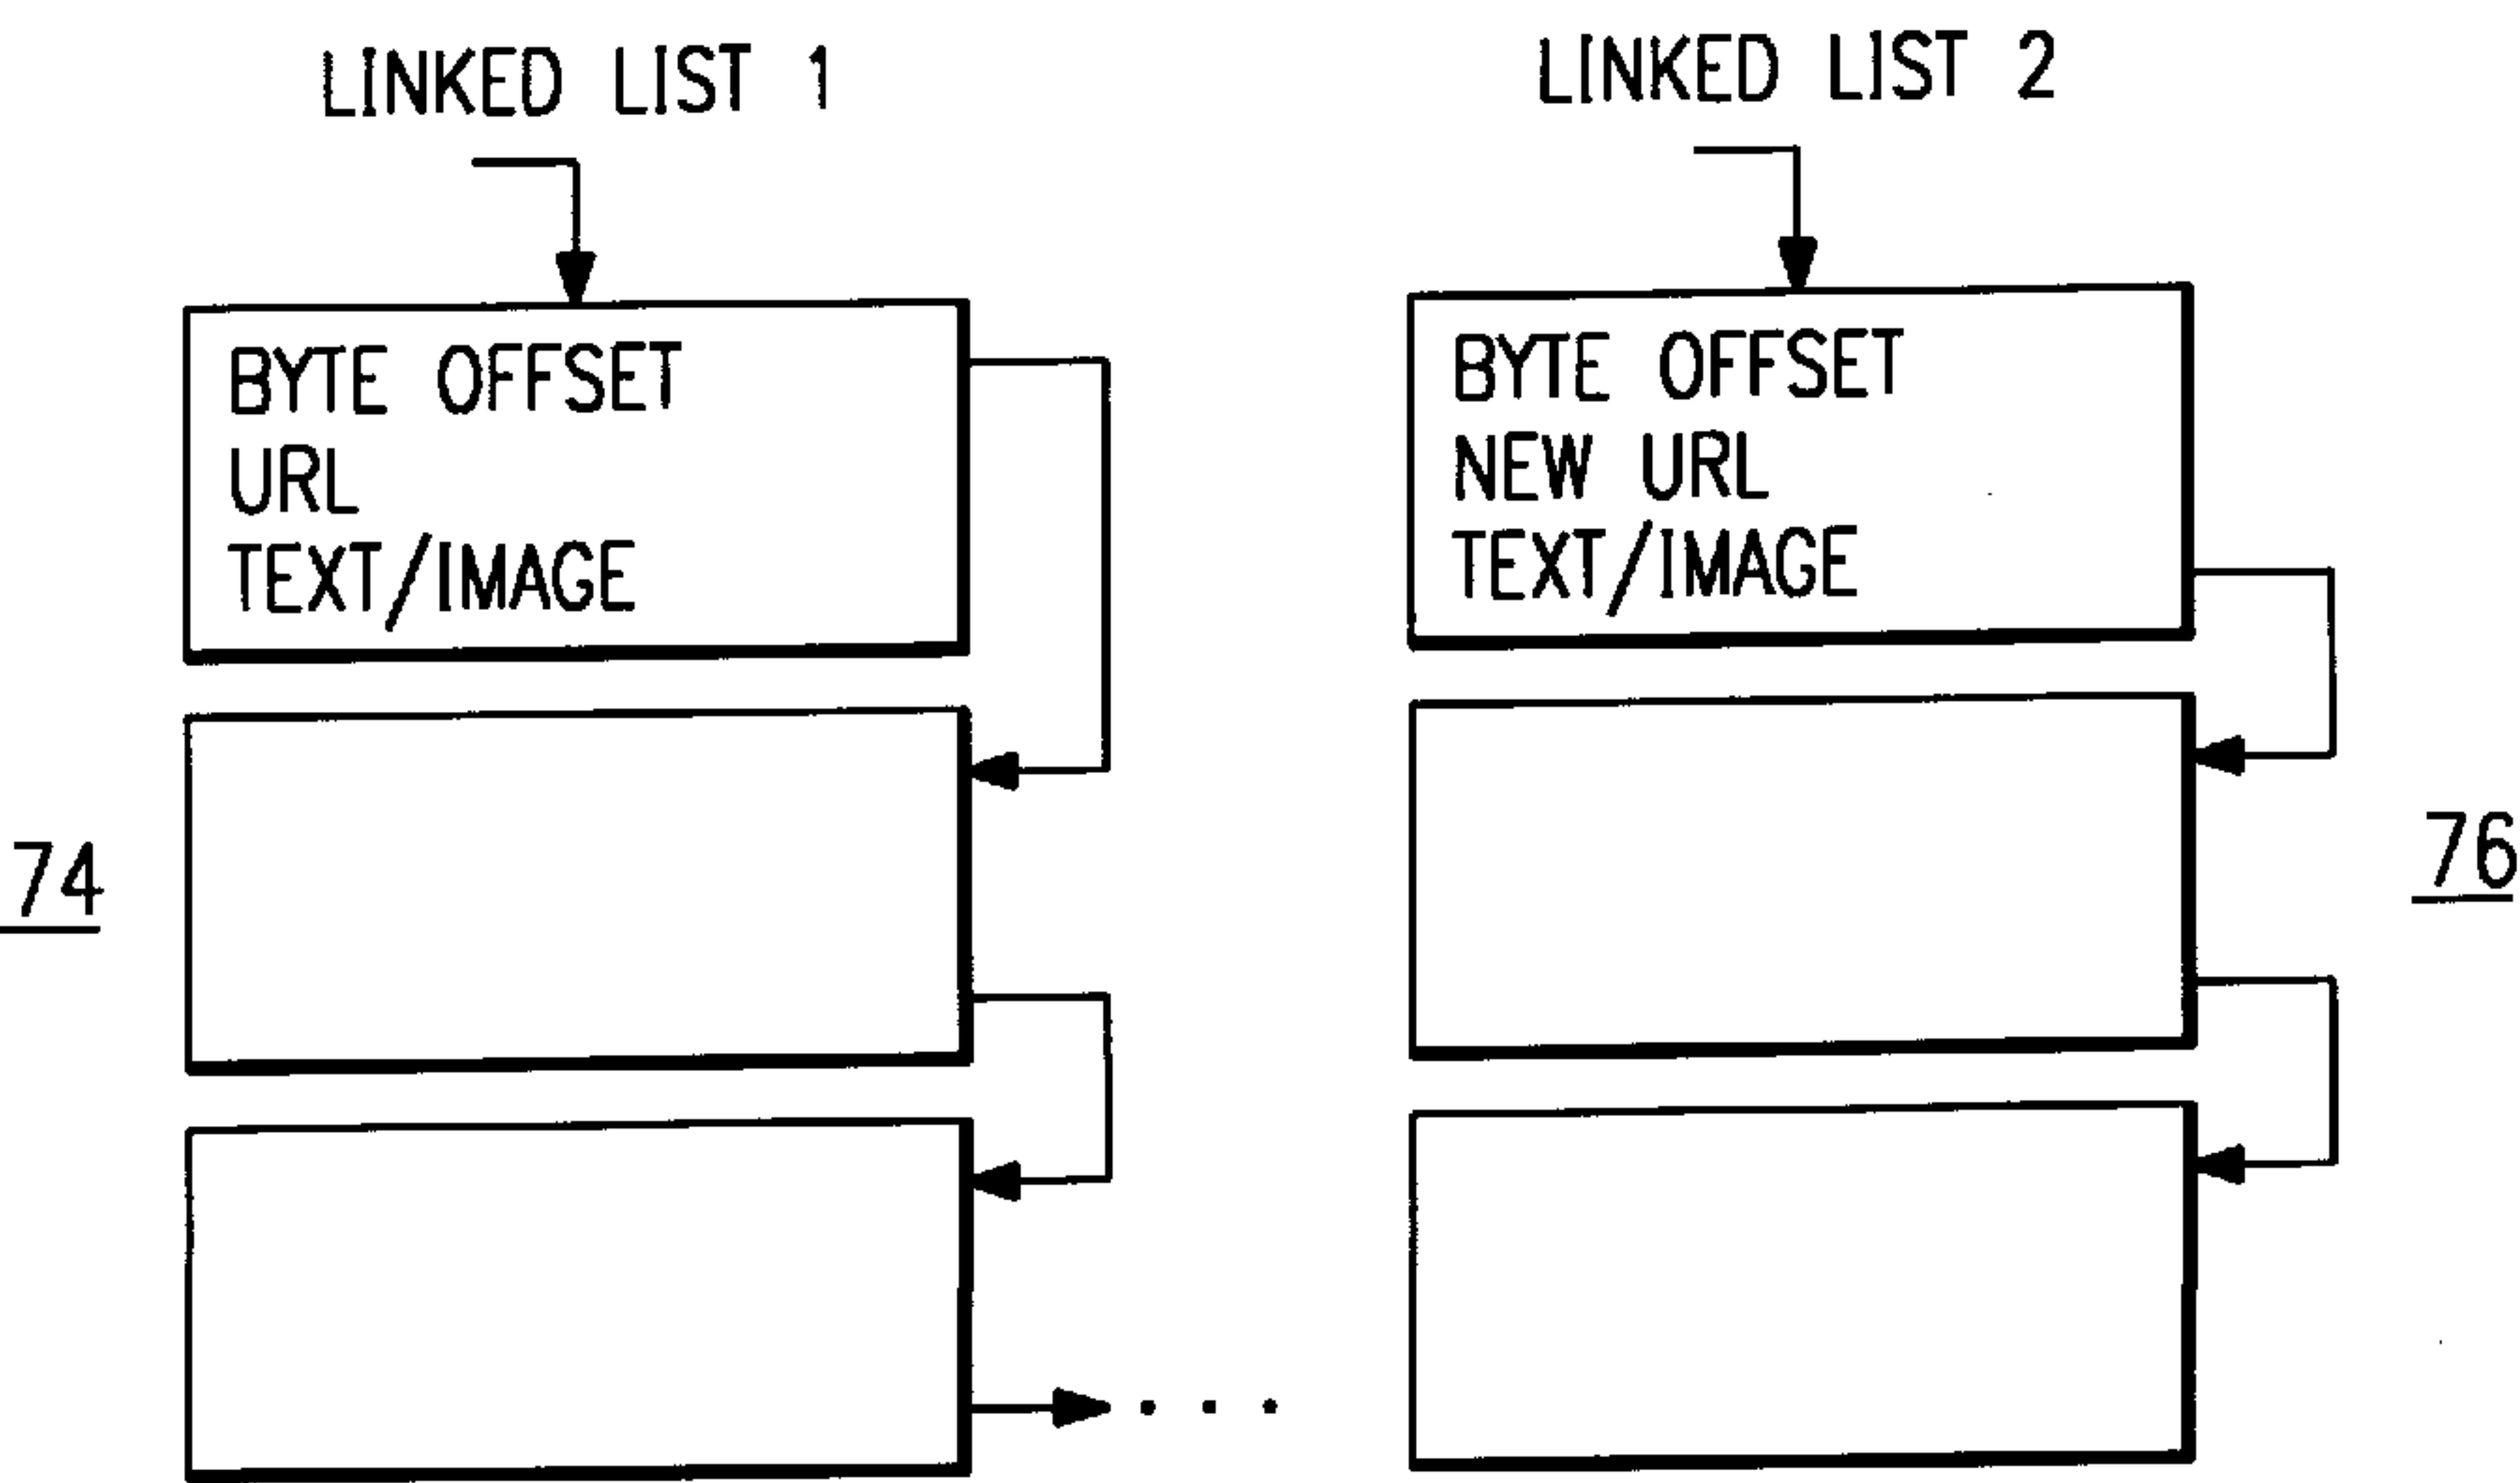 LINKED LIST 1
BYTE OFFSET
URL
TEXT/IMAGE
74
LINKED LIST 2
BYTE OFFSET
NEW URL
TEXT/IMAGE
76